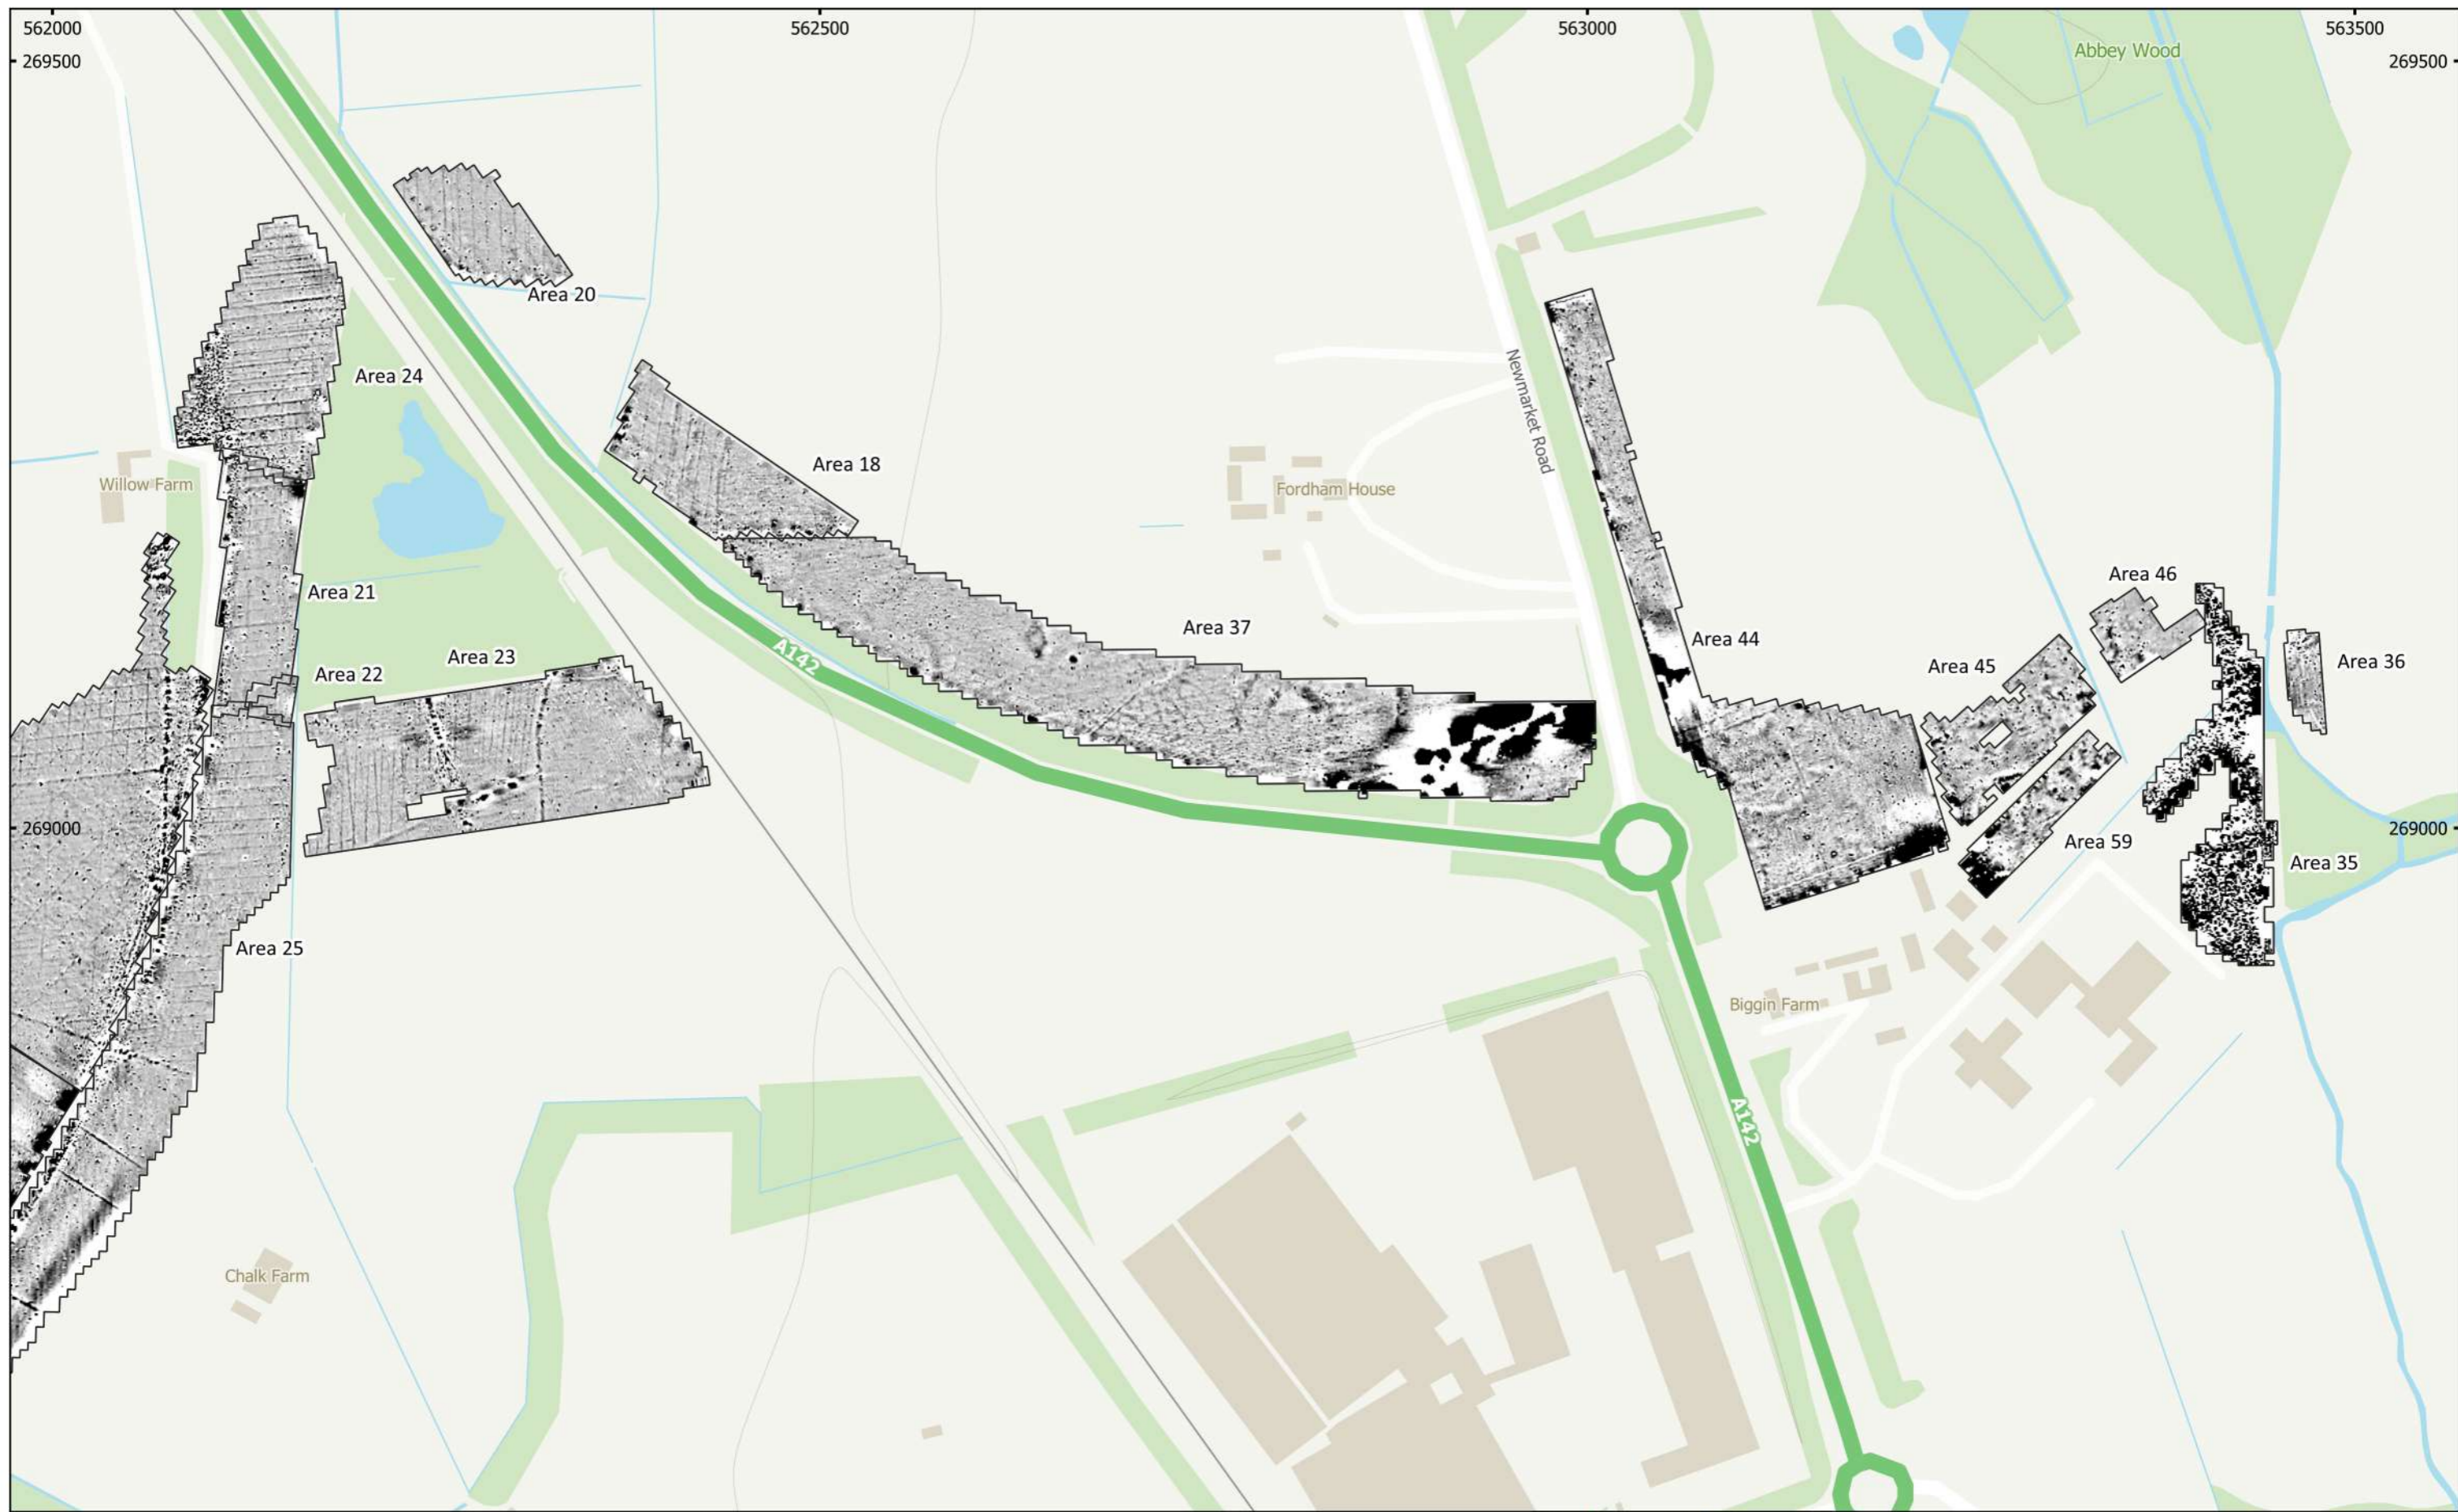 562000
562500
563000
563500
269500
269500
Abbey Wood
Area 20
Area 24
Newmarket Road
Area 18
Willow Farm
Fordham House
Area 46
Area 21
Area 37
Area 44
A142
Area 23
Area 45
Area 36
Area 22
269000
269000
Area 59
Area 35
Area 25
Biggin Farm
A142
Chalk Farm